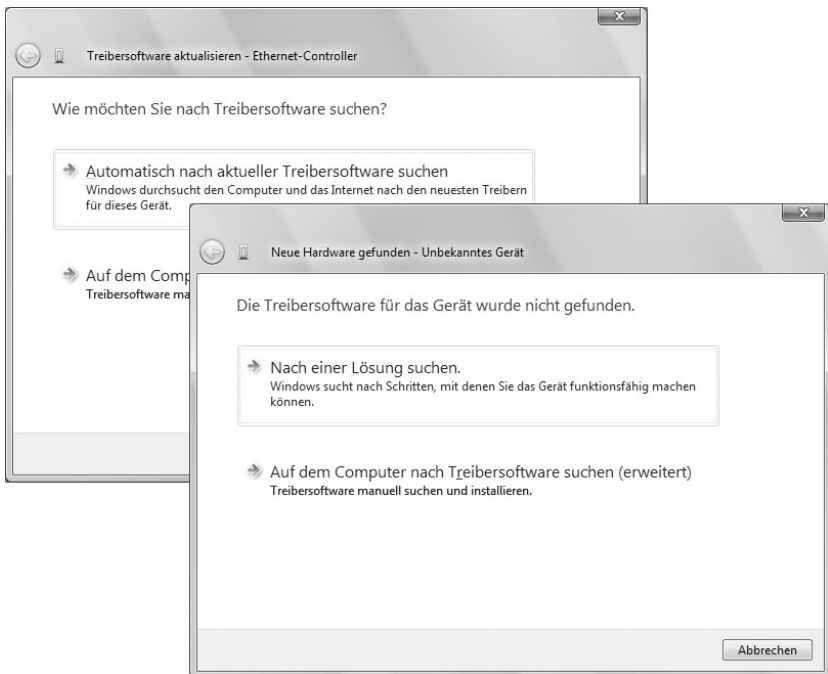 Treibersoftware aktualisieren - Ethernet-Controller
Wie möchten Sie nach Treibersoftware suchen?
Automatisch nach aktueller Treibersoftware suchen
Windows durchsucht den Computer und das Internet nach den neuesten Treibern
für dieses Gerät.
Auf dem Comp
Treibersoftware ma
Neue Hardware gefunden - Unbekanntes Gerät
Die Treibersoftware für das Gerät wurde nicht gefunden.
Nach einer Lösung suchen.
Windows sucht nach Schritten, mit denen Sie das Gerät funktionsfähig machen
können.
Auf dem Computer nach Treibersoftware suchen (erweitert)
Treibersoftware manuell suchen und installieren.
Abbrechen